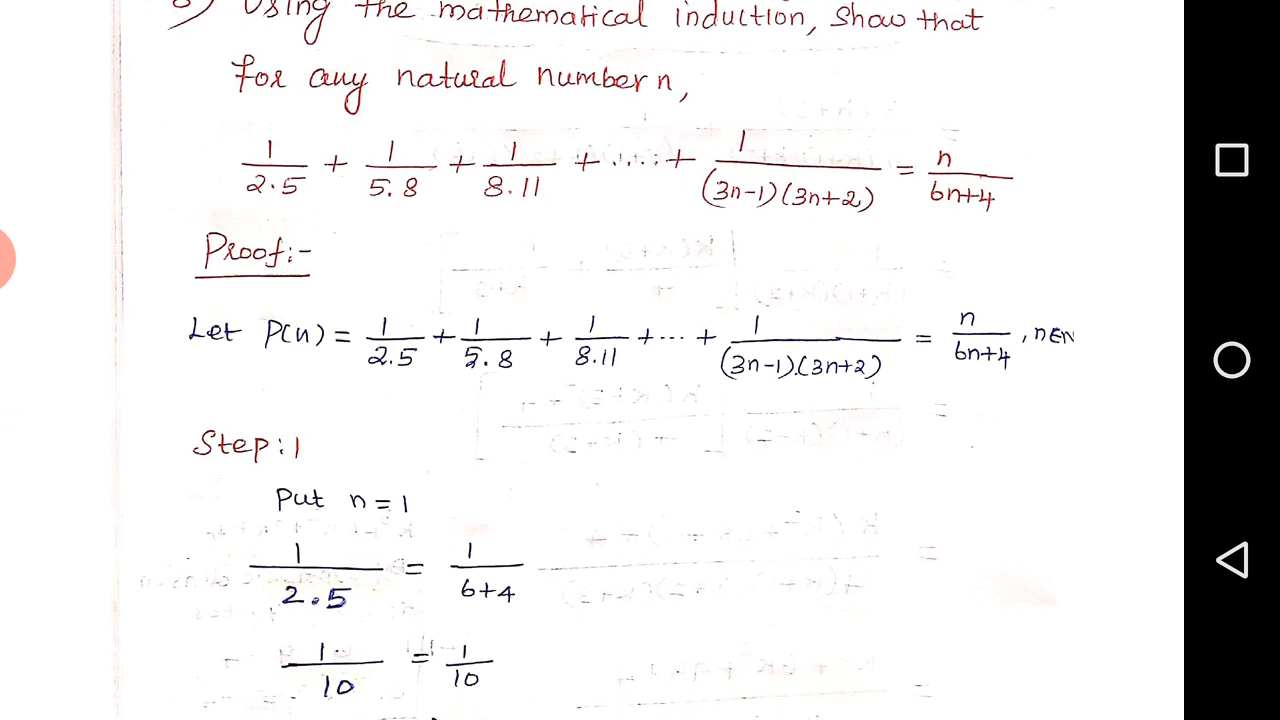 Using the mathematical induction, show that
for any natural number n,
1/2.5 + 1/5.8 + 1/8.11 + ....: + 1/(3n-1)(3n+2) = n/6n+4
Proof:-
Let P(n) = 1/2.5 + 1/5.8 + 1/8.11 + ... + 1/(3n-1).(3n+2) = n/6n+4, n∈N
Step:1
Put n = 1
1/2.5 = 1/6+4
1/10 = 1/10